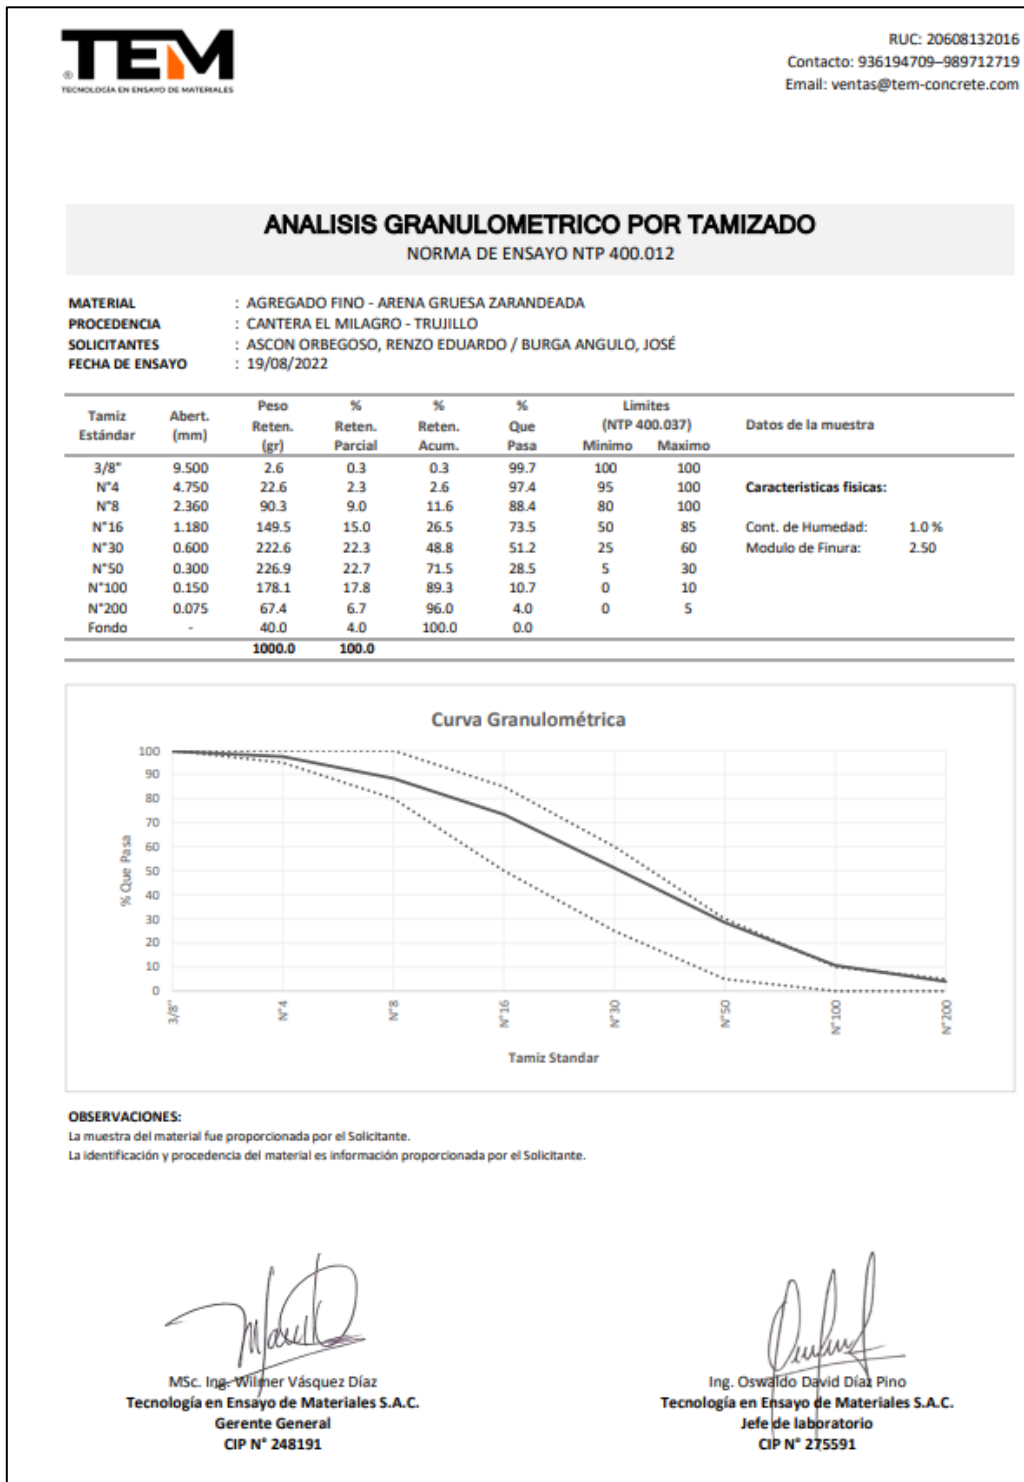 TEM
®
TECNOLOGÍA EN ENSAYO DE MATERIALES
RUC: 20608132016
Contacto: 936194709–989712719
Email: ventas@tem-concrete.com
ANALISIS GRANULOMETRICO POR TAMIZADO
NORMA DE ENSAYO NTP 400.012
MATERIAL : AGREGADO FINO - ARENA GRUESA ZARANDEADA
PROCEDENCIA : CANTERA EL MILAGRO - TRUJILLO
SOLICITANTES : ASCON ORBEGOSO, RENZO EDUARDO / BURGA ANGULO, JOSÉ
FECHA DE ENSAYO : 19/08/2022
Tamiz Estándar Abert. (mm) Peso Reten. (gr) % Reten. Parcial % Reten. Acum. % Que Pasa Limites (NTP 400.037) Minimo Maximo Datos de la muestra
3/8" 9.500 2.6 0.3 0.3 99.7 100 100
N°4 4.750 22.6 2.3 2.6 97.4 95 100 Caracteristicas fisicas:
N°8 2.360 90.3 9.0 11.6 88.4 80 100
N°16 1.180 149.5 15.0 26.5 73.5 50 85 Cont. de Humedad: 1.0 %
N°30 0.600 222.6 22.3 48.8 51.2 25 60 Modulo de Finura: 2.50
N°50 0.300 226.9 22.7 71.5 28.5 5 30
N°100 0.150 178.1 17.8 89.3 10.7 0 10
N°200 0.075 67.4 6.7 96.0 4.0 0 5
Fondo - 40.0 4.0 100.0 0.0
1000.0 100.0
Curva Granulométrica
% Que Pasa
100
90
80
70
60
50
40
30
20
10
0
3/8" N°4 N°8 N°16 N°30 N°50 N°100 N°200
Tamiz Standar
OBSERVACIONES:
La muestra del material fue proporcionada por el Solicitante.
La identificación y procedencia del material es información proporcionada por el Solicitante.
MSc. Ing. Wilmer Vásquez Díaz
Tecnología en Ensayo de Materiales S.A.C.
Gerente General
CIP N° 248191
Ing. Oswaldo David Díaz Pino
Tecnología en Ensayo de Materiales S.A.C.
Jefe de laboratorio
CIP N° 275591